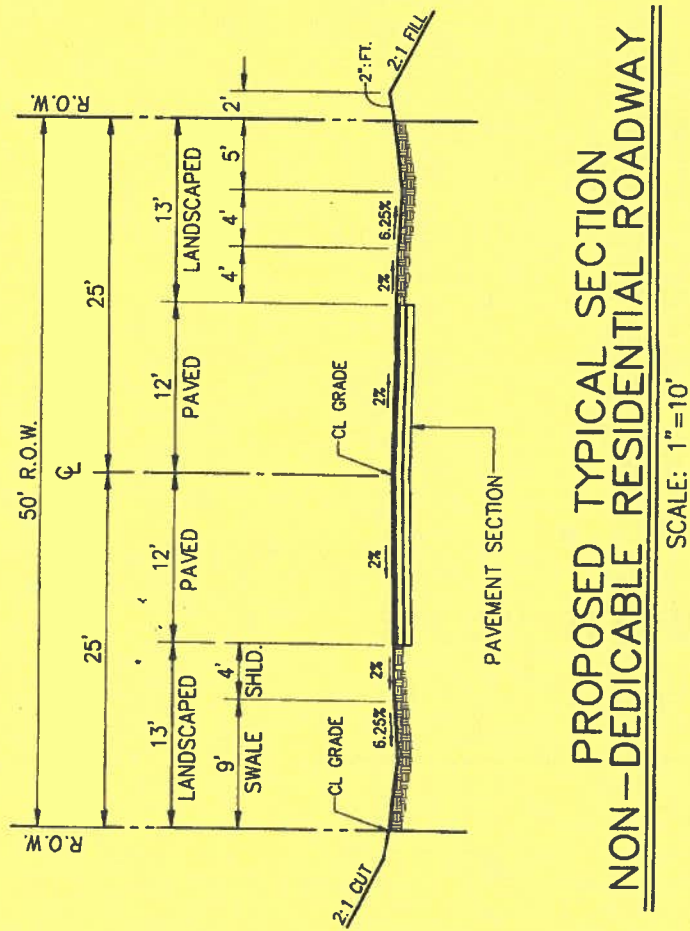 50' R.O.W.
R.O.W.
R.O.W.
25'
℄
25'
13'
12'
12'
13'
LANDSCAPED
PAVED
PAVED
LANDSCAPED
9'
4'
4'
4'
5'
2'
SWALE
SHLD.
CL GRADE
CL GRADE
2":FT.
2:1 CUT
6.25%
2%
2%
2%
2%
6.25%
2:1 FILL
PAVEMENT SECTION
PROPOSED TYPICAL SECTION
NON-DEDICABLE RESIDENTIAL ROADWAY
SCALE: 1"=10'